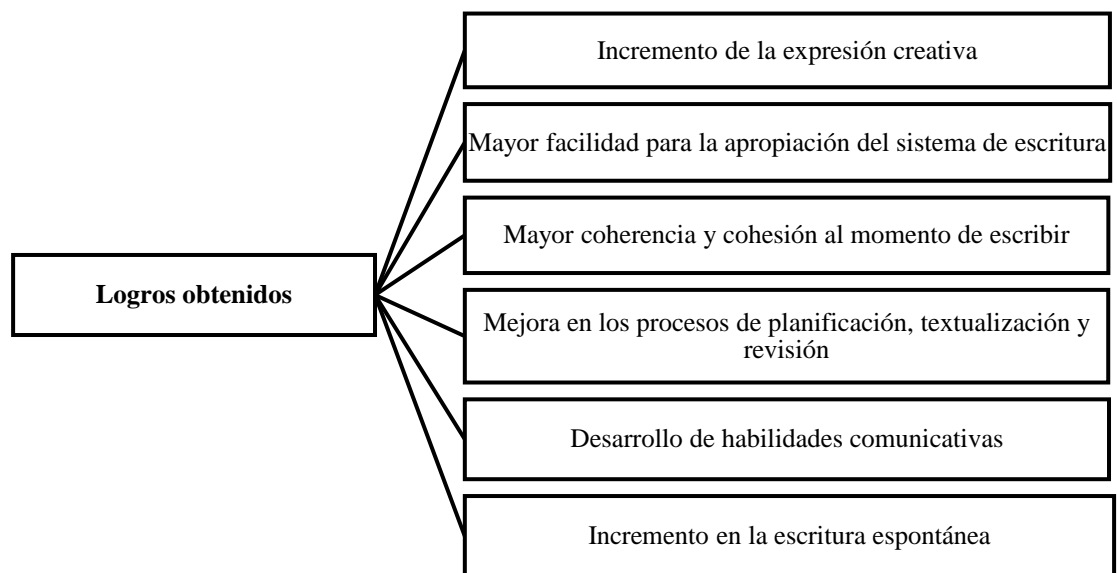 Logros obtenidos
Incremento de la expresión creativa
Mayor facilidad para la apropiación del sistema de escritura
Mayor coherencia y cohesión al momento de escribir
Mejora en los procesos de planificación, textualización y
revisión
Desarrollo de habilidades comunicativas
Incremento en la escritura espontánea